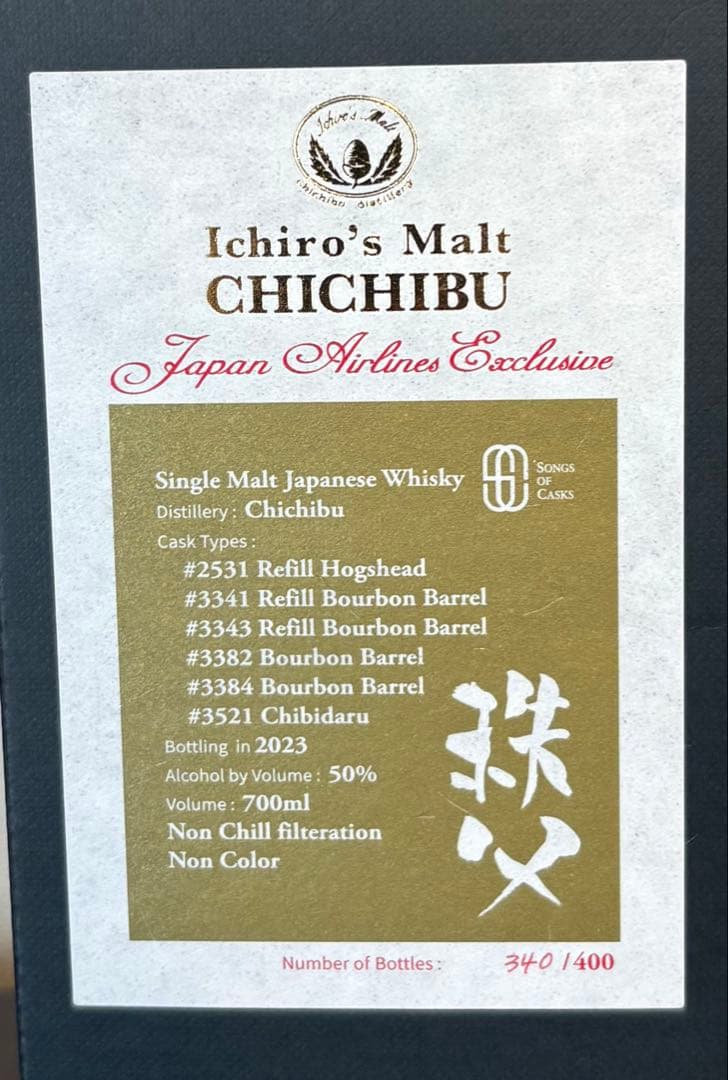 Ichiro's Malt
Chichibu distillery
Ichiro's Malt
CHICHIBU
Japan Airlines Exclusive
SONGS
OF
CASKS
Single Malt Japanese Whisky
Distillery : Chichibu
Cask Types :
#2531 Refill Hogshead
#3341 Refill Bourbon Barrel
#3343 Refill Bourbon Barrel
#3382 Bourbon Barrel
#3384 Bourbon Barrel
#3521 Chibidaru
Bottling in 2023
Alcohol by Volume : 50%
Volume : 700ml
Non Chill filteration
Non Color
秩父
Number of Bottles : 340 / 400